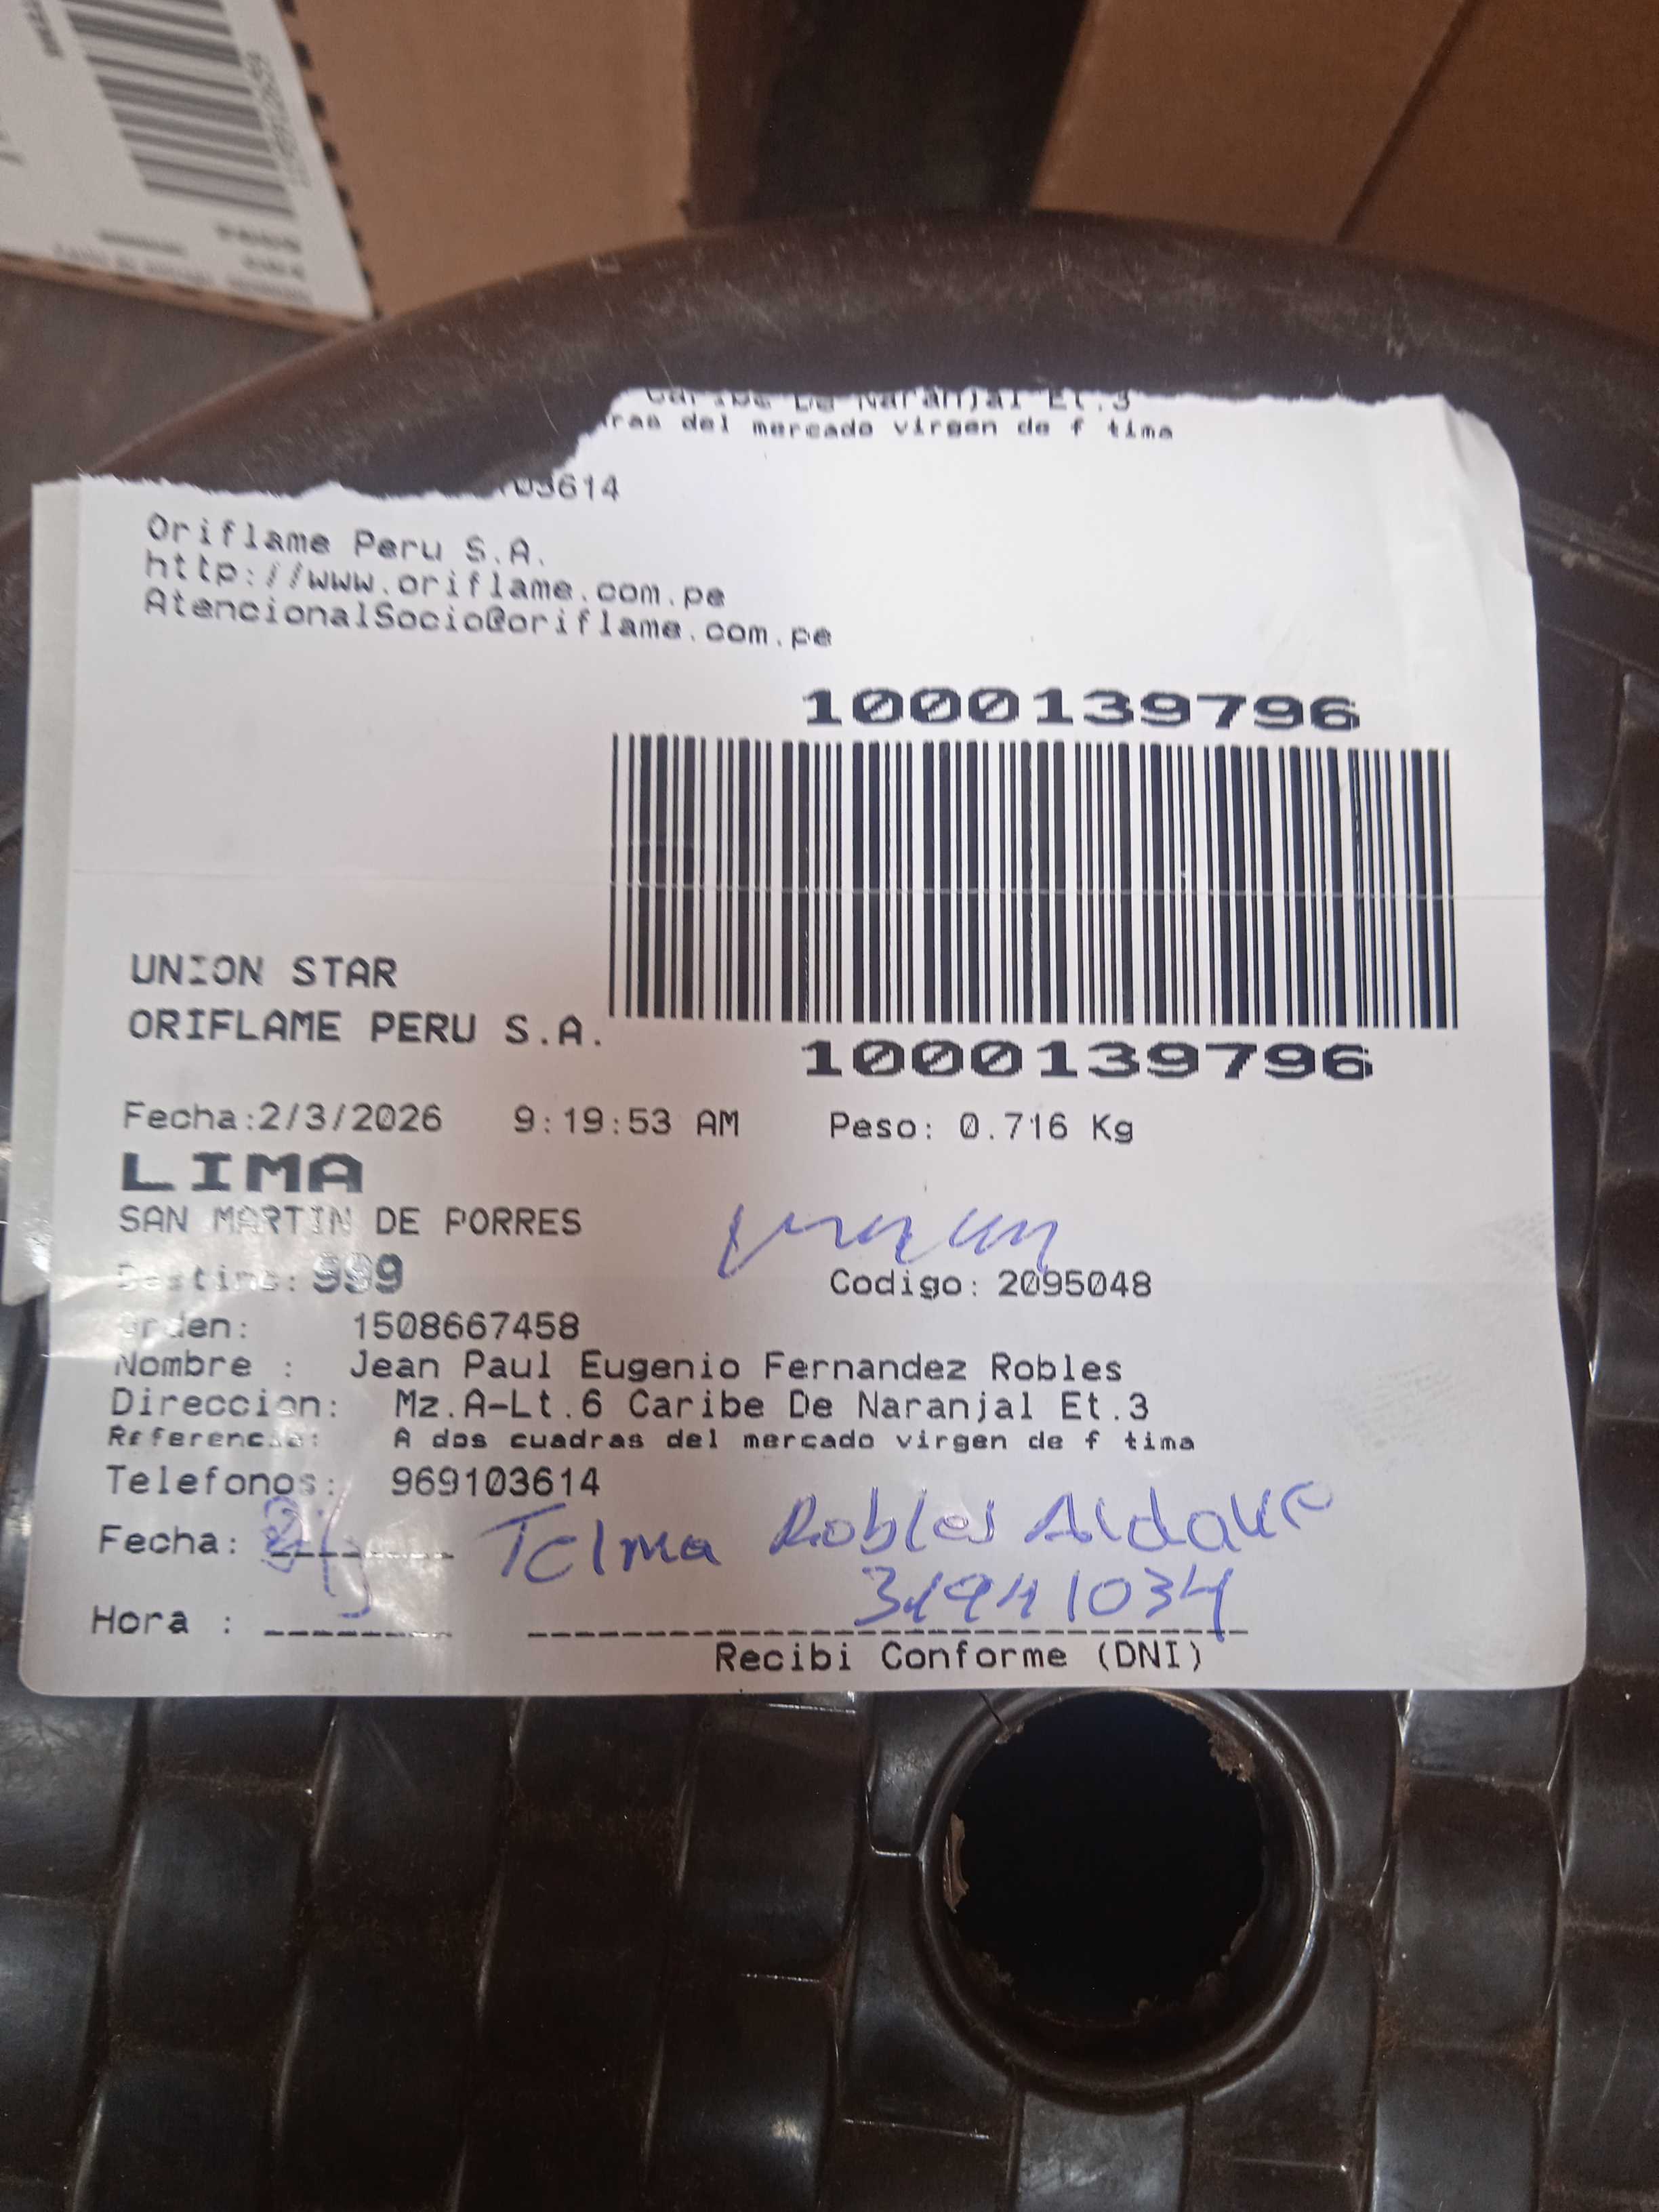 De Naranjal Et.3
del mercado virgen de f tima
03614
Oriflame Peru S.A.
http://www.oriflame.com.pe
AtencionalSocio@oriflame.com.pe
1000139796
UNION STAR
ORIFLAME PERU S.A.
1000139796
Fecha:2/3/2026 9:19:53 AM Peso: 0.716 Kg
LIMA
SAN MARTIN DE PORRES
Destino: 999 Codigo: 2095048
Orden: 1508667458
Nombre : Jean Paul Eugenio Fernandez Robles
Direccion: Mz.A-Lt.6 Caribe De Naranjal Et.3
Referencia: A dos cuadras del mercado virgen de f tima
Telefonos: 969103614
Fecha: Telma Robles
Hora :
Recibi Conforme (DNI)